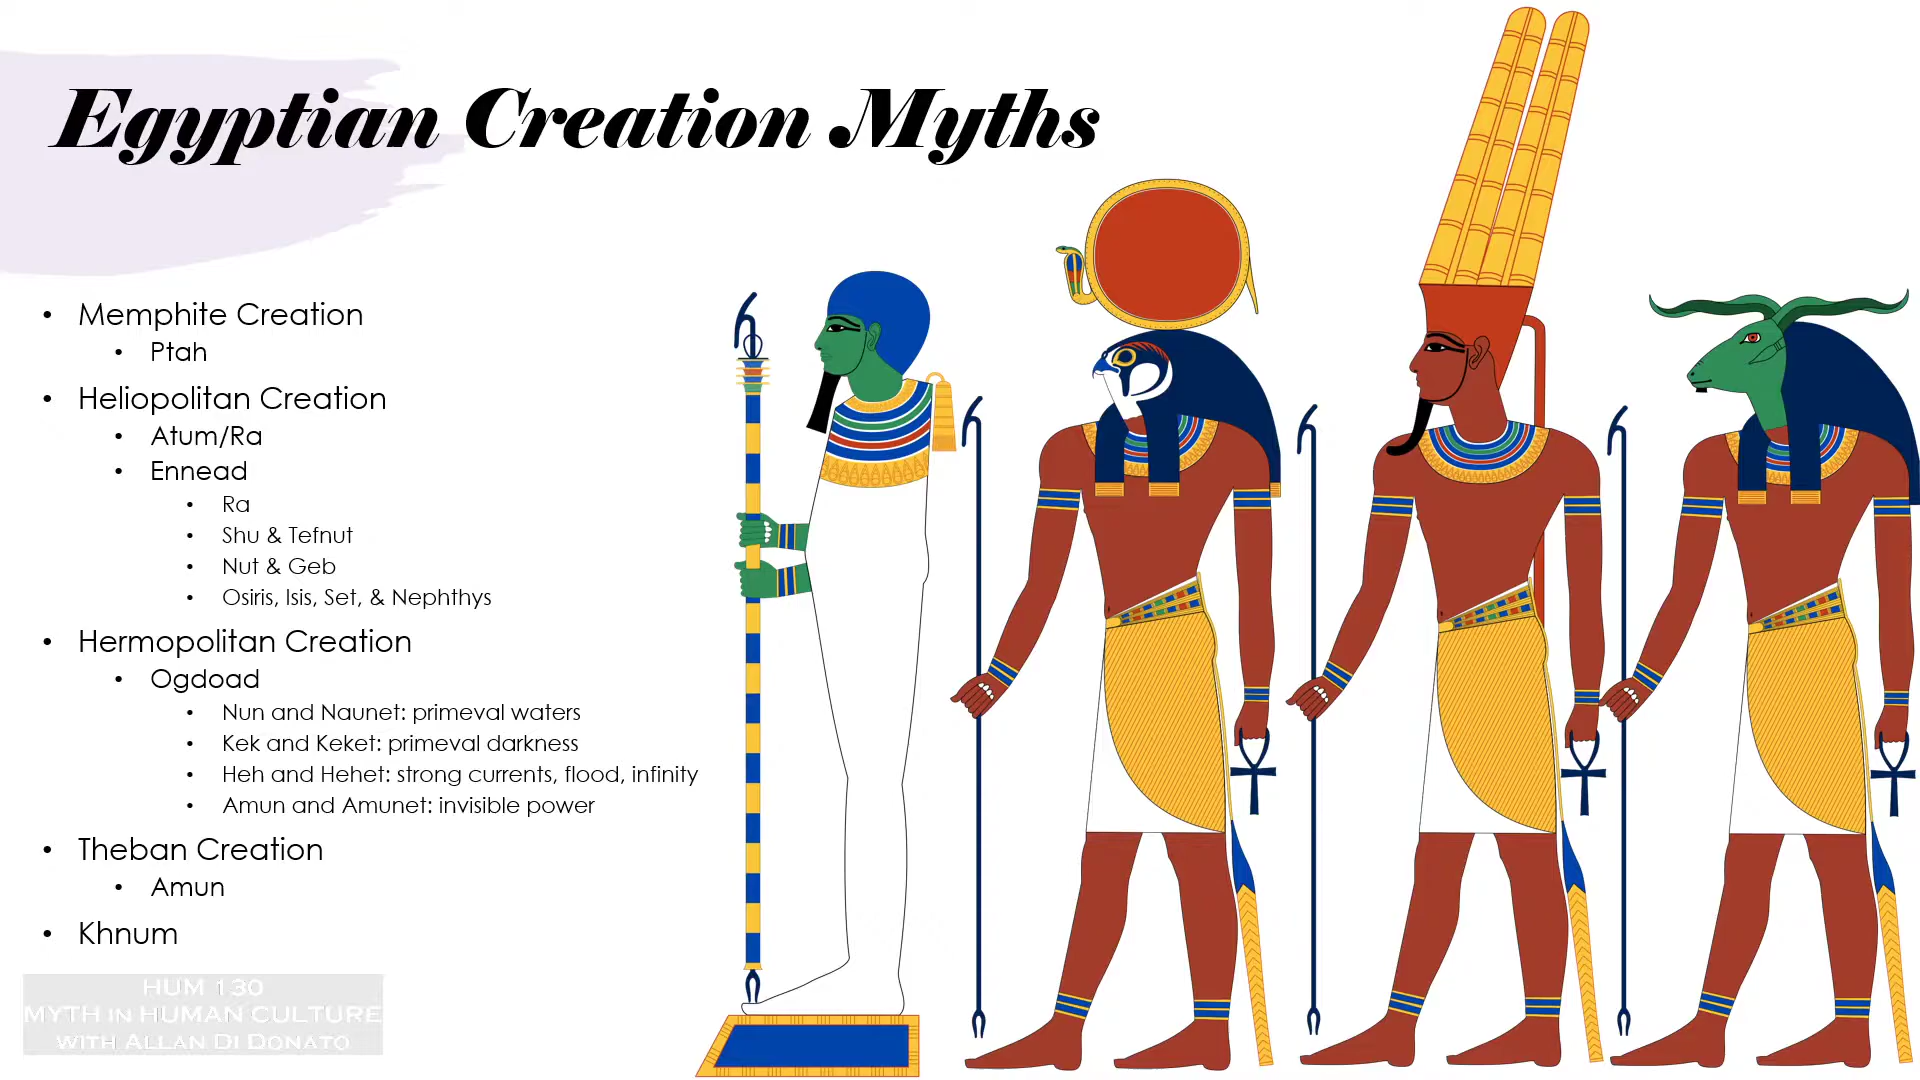 Egyptian Creation Myths
• Memphite Creation
• Ptah
• Heliopolitan Creation
• Atum/Ra
• Ennead
• Ra
• Shu & Tefnut
• Nut & Geb
• Osiris, Isis, Set, & Nephthys
• Hermopolitan Creation
• Ogdoad
• Nun and Naunet: primeval waters
• Kek and Keket: primeval darkness
• Heh and Hehet: strong currents, flood, infinity
• Amun and Amunet: invisible power
• Theban Creation
• Amun
• Khnum
HUM 130
MYTH IN HUMAN CULTURE
WITH ALLAN DI DONATO